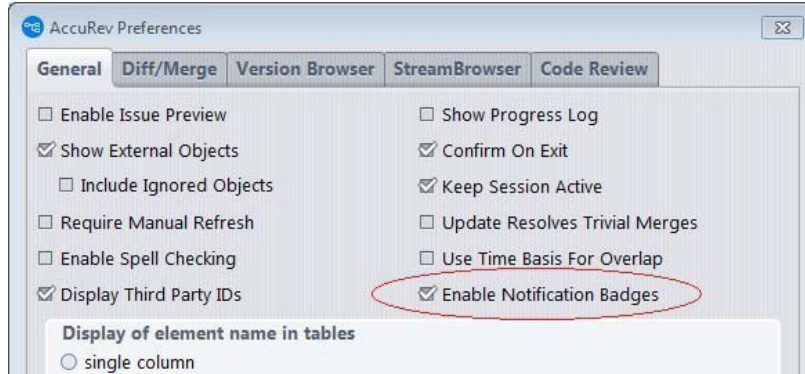 AccuRev Preferences
General Diff/Merge Version Browser StreamBrowser Code Review
Enable Issue Preview
Show External Objects
Include Ignored Objects
Require Manual Refresh
Enable Spell Checking
Display Third Party IDs
Show Progress Log
Confirm On Exit
Keep Session Active
Update Resolves Trivial Merges
Use Time Basis For Overlap
Enable Notification Badges
Display of element name in tables
single column